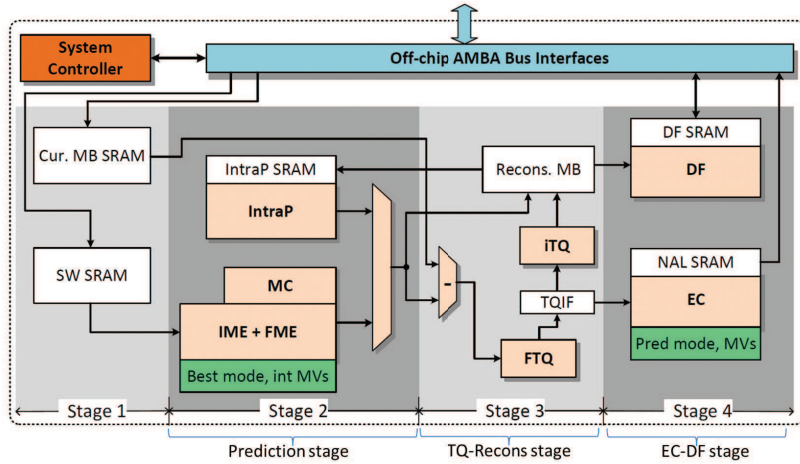 System
Controller
Off-chip AMBA Bus Interfaces
Cur. MB SRAM
SW SRAM
IntraP SRAM
IntraP
MC
IME + FME
Best mode, int MVs
Recons. MB
iTQ
-
TQIF
FTQ
DF SRAM
DF
NAL SRAM
EC
Pred mode, MVs
Stage 1
Stage 2
Stage 3
Stage 4
Prediction stage
TQ-Recons stage
EC-DF stage